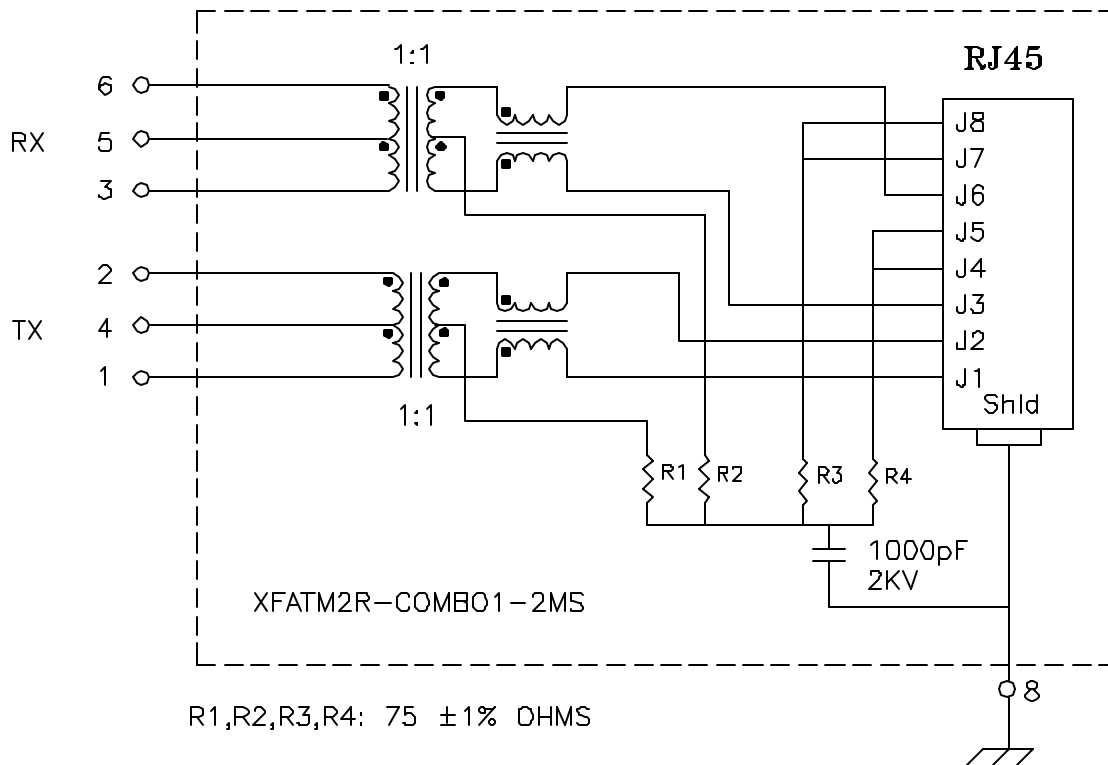 1:1
RJ45
6
RX
5
3
J8
J7
J6
J5
J4
J3
J2
J1
Shld
2
TX
4
1
1:1
R1
R2
R3
R4
1000pF
2KV
XFATM2R-COMBO1-2MS
8
R1,R2,R3,R4: 75 ±1% OHMS